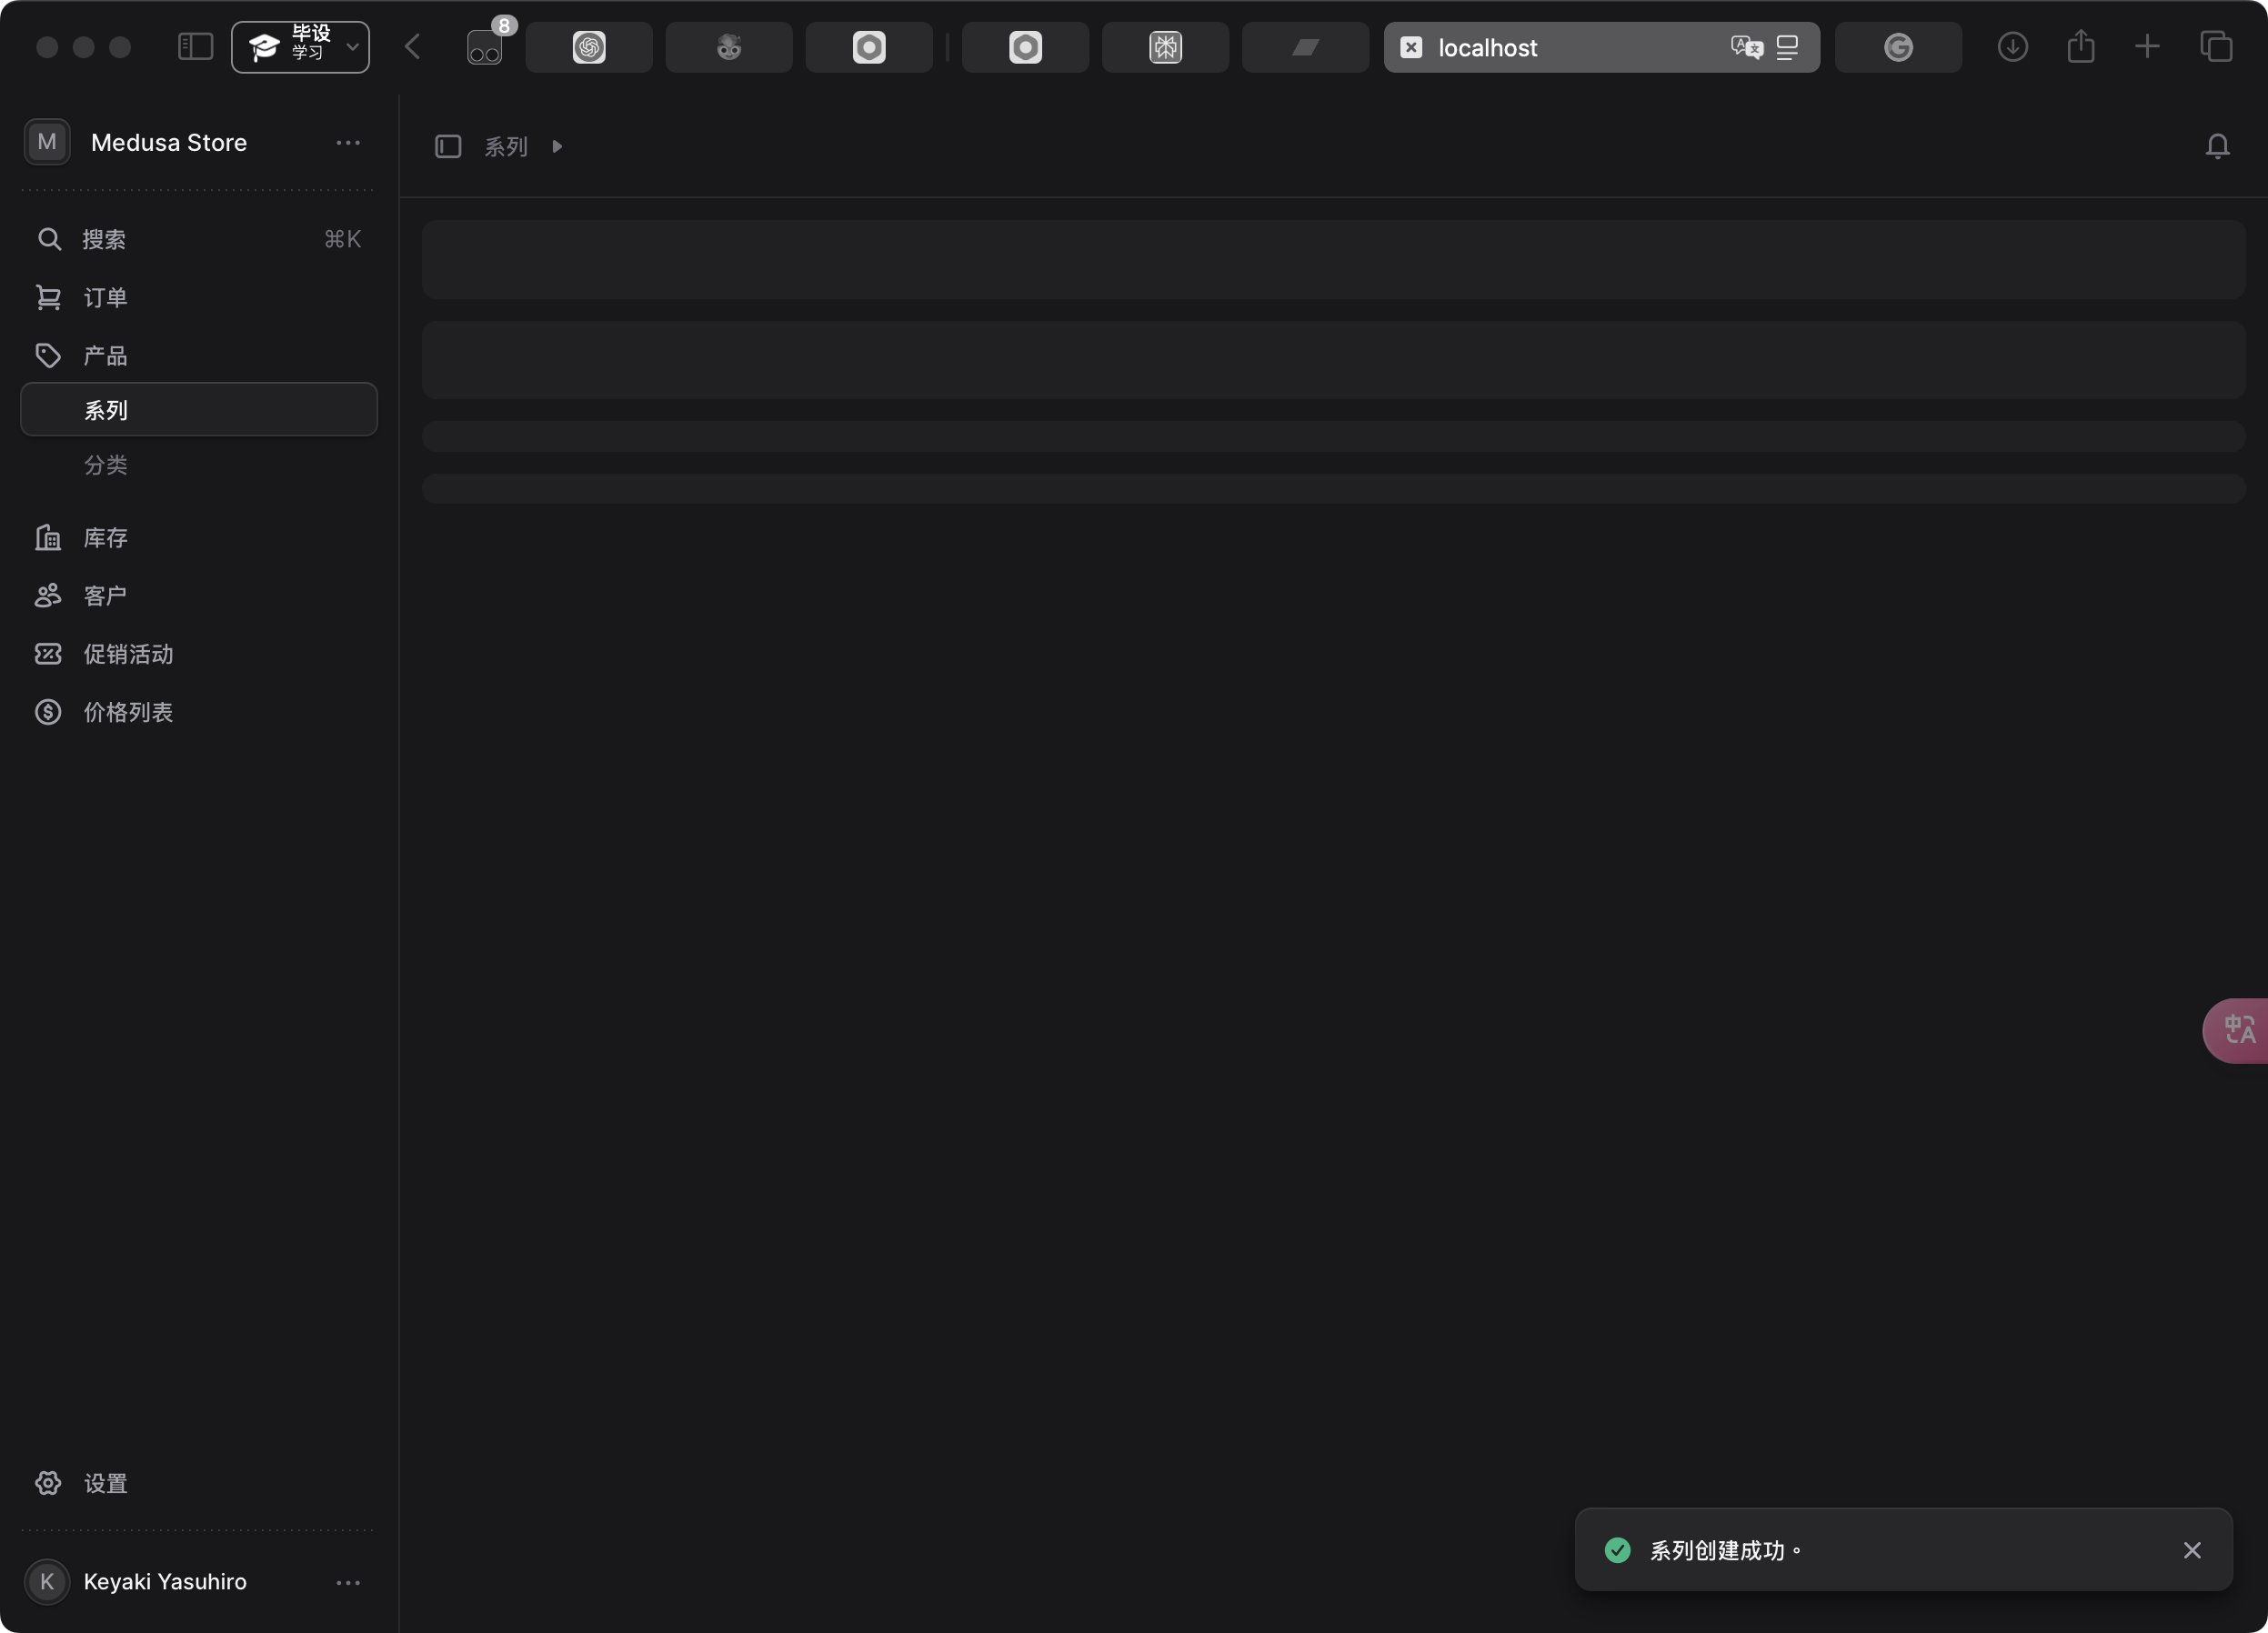 毕设
学习
8
localhost
M
Medusa Store
系列
搜索
⌘K
订单
产品
系列
分类
库存
客户
促销活动
价格列表
中A
设置
系列创建成功。
K
Keyaki Yasuhiro